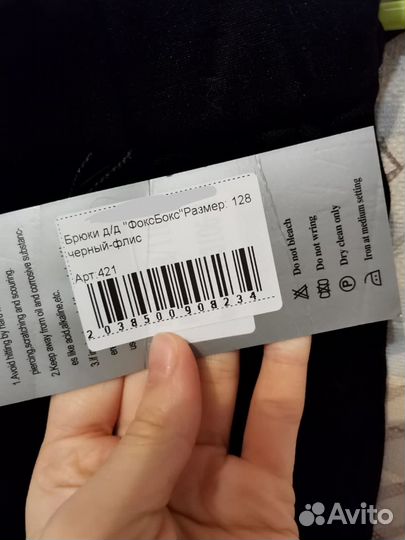 Брюки д/д "ФоксБокс"Размер: 128
черный-флис
Арт.421
2038500908234
1.Avoid hitting by hard
piercing,scratching and scouring.
2.Keep away from oil and corrosive substanc-
es like acid,alkaline,etc.
Do not bleach
Do not wring
Dry clean only
Iron at medium setting
P
Avito